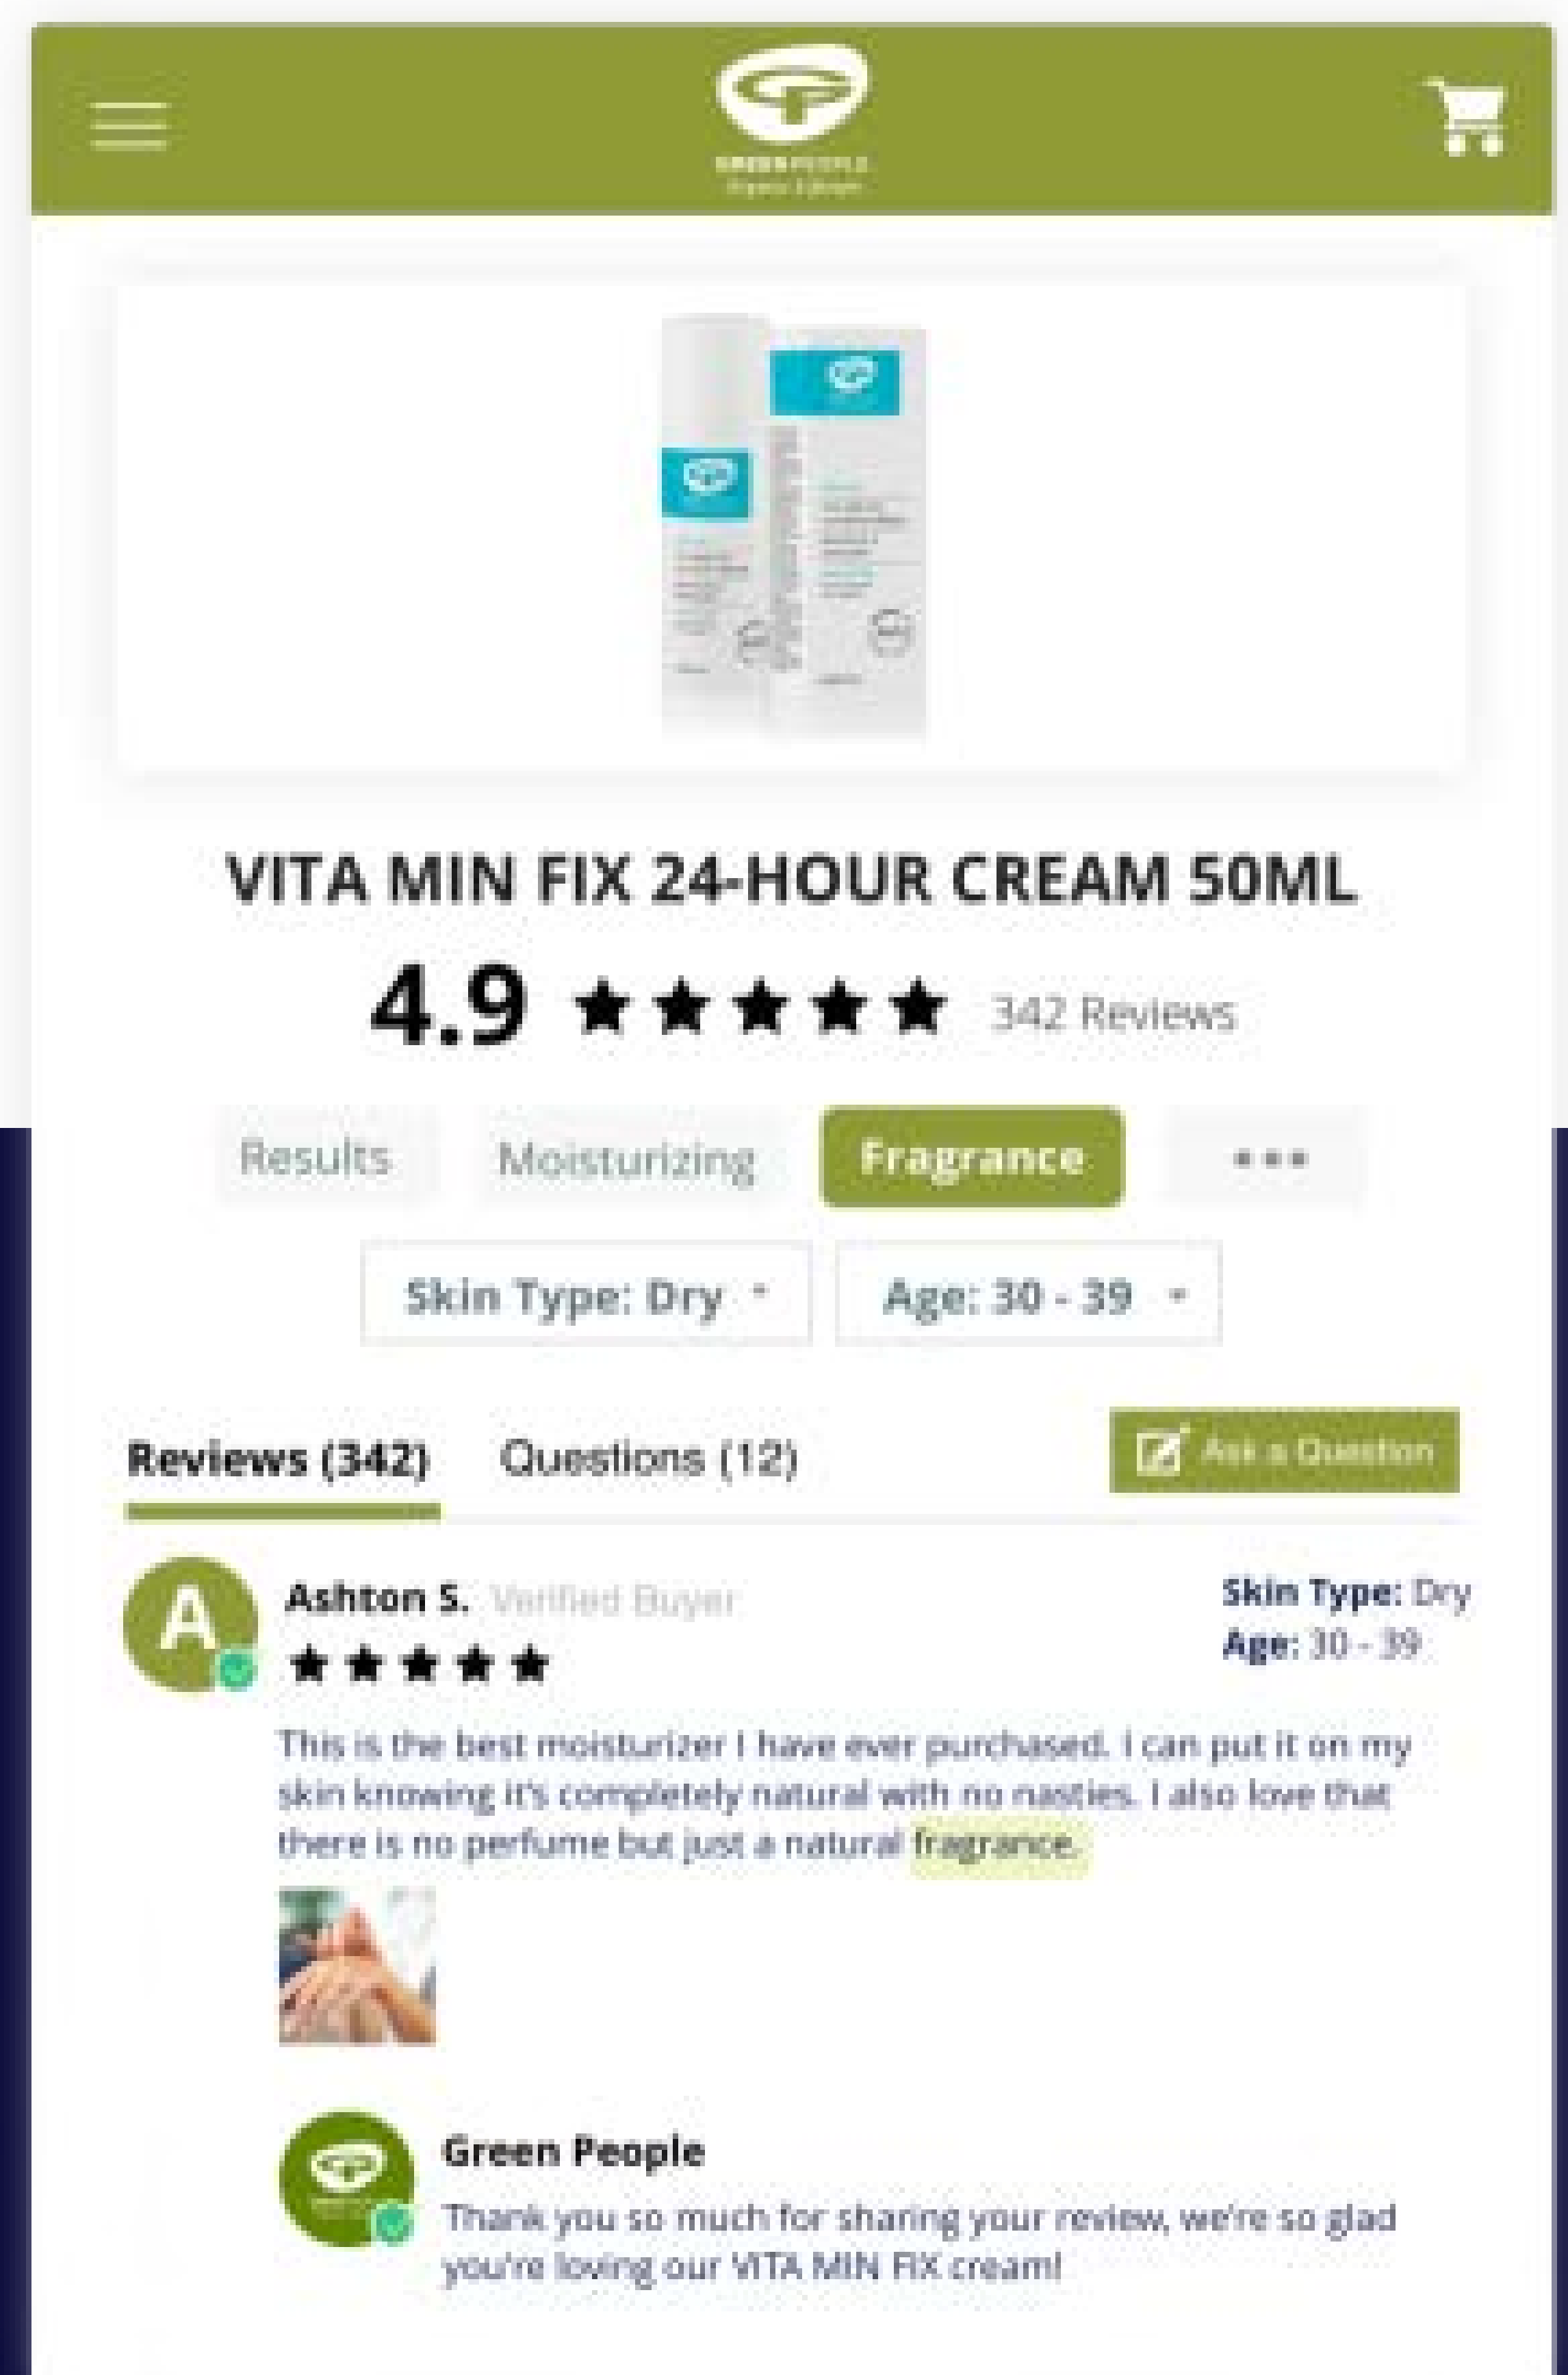 GREEN PEOPLE
VITA MIN FIX 24-HOUR CREAM 50ML
4.9 ★★★★★ 342 Reviews
Results Moisturizing Fragrance •••
Skin Type: Dry Age: 30 - 39
Reviews (342) Questions (12) Ask a Question
A Ashton S. Verified Buyer Skin Type: Dry
★★★★★ Age: 30 - 39
This is the best moisturizer I have ever purchased. I can put it on my
skin knowing it's completely natural with no nasties. I also love that
there is no perfume but just a natural fragrance.
Green People
Thank you so much for sharing your review, we're so glad
you're loving our VITA MIN FIX cream!